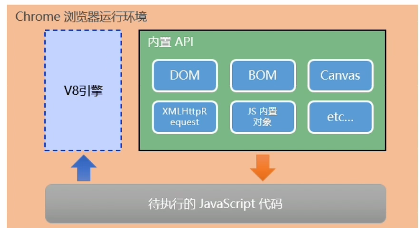 Chrome 浏览器运行环境
V8引擎
内置 API
DOM
BOM
Canvas
XMLHttpR
equest
JS 内置
对象
etc...
待执行的 JavaScript 代码